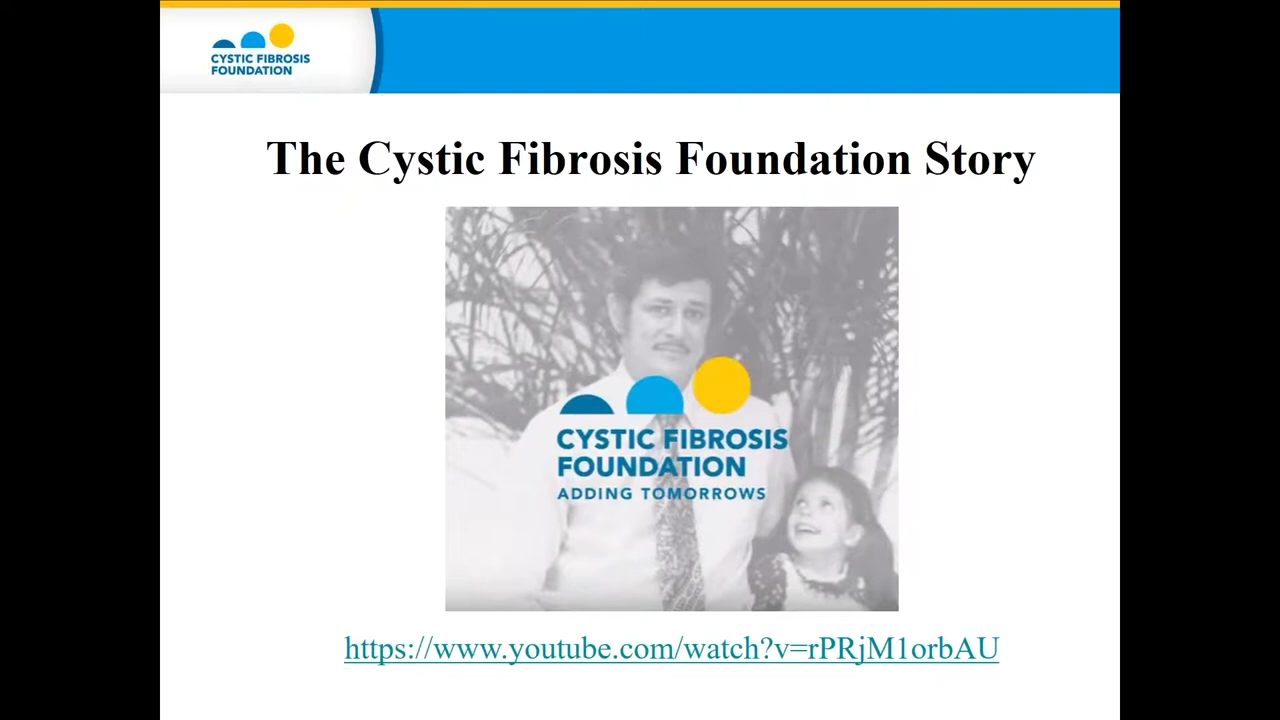 CYSTIC FIBROSIS
FOUNDATION
The Cystic Fibrosis Foundation Story
CYSTIC FIBROSIS
FOUNDATION
ADDING TOMORROWS
https://www.youtube.com/watch?v=rPRjM1orbAU